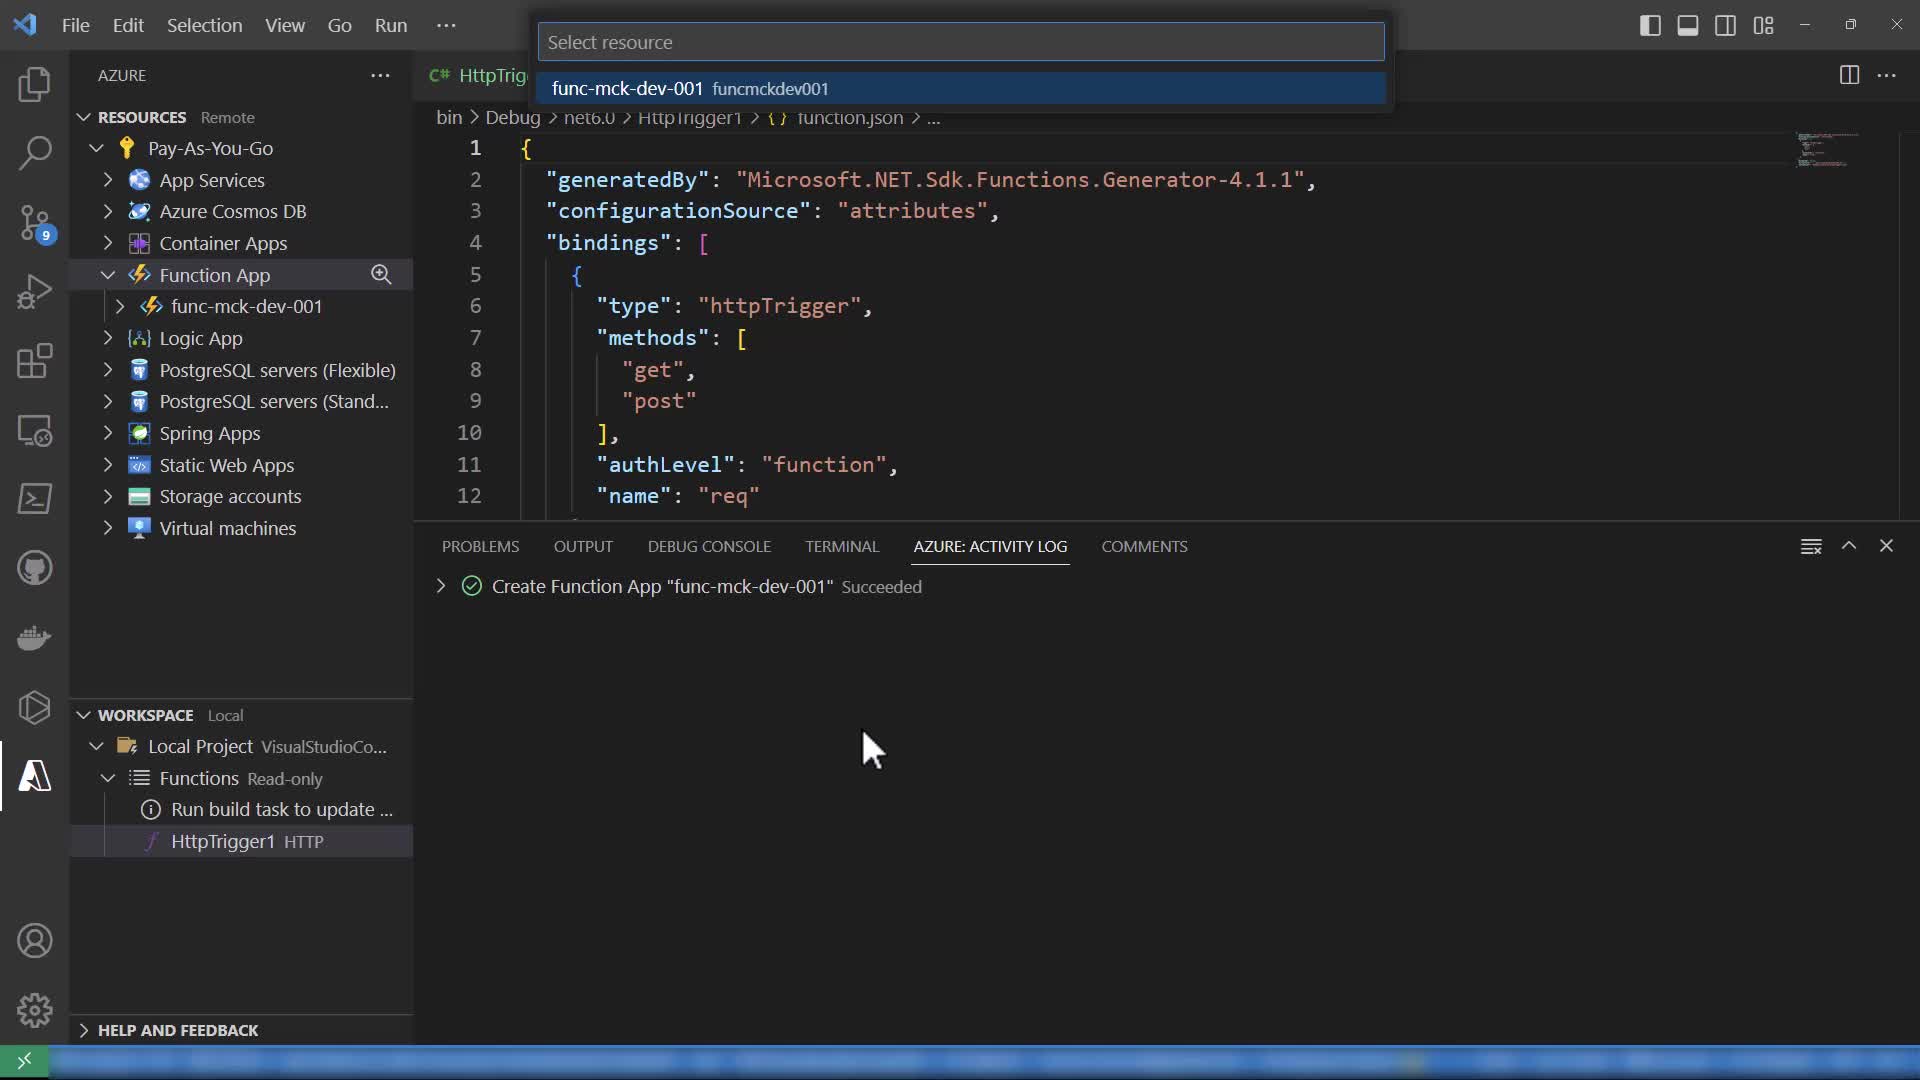 File Edit Selection View Go Run ···
Select resource
func-mck-dev-001 funcmckdev001
AZURE ···
C# HttpTrig
bin > Debug > net6.0 > HttpTrigger1 > {} function.json > ...
RESOURCES Remote
Pay-As-You-Go
App Services
Azure Cosmos DB
Container Apps
Function App
func-mck-dev-001
Logic App
PostgreSQL servers (Flexible)
PostgreSQL servers (Stand...
Spring Apps
Static Web Apps
Storage accounts
Virtual machines
9
1 {
2 "generatedBy": "Microsoft.NET.Sdk.Functions.Generator-4.1.1",
3 "configurationSource": "attributes",
4 "bindings": [
5 {
6 "type": "httpTrigger",
7 "methods": [
8 "get",
9 "post"
10 ],
11 "authLevel": "function",
12 "name": "req"
PROBLEMS OUTPUT DEBUG CONSOLE TERMINAL AZURE: ACTIVITY LOG COMMENTS
Create Function App "func-mck-dev-001" Succeeded
WORKSPACE Local
Local Project VisualStudioCo...
Functions Read-only
Run build task to update ...
HttpTrigger1 HTTP
HELP AND FEEDBACK